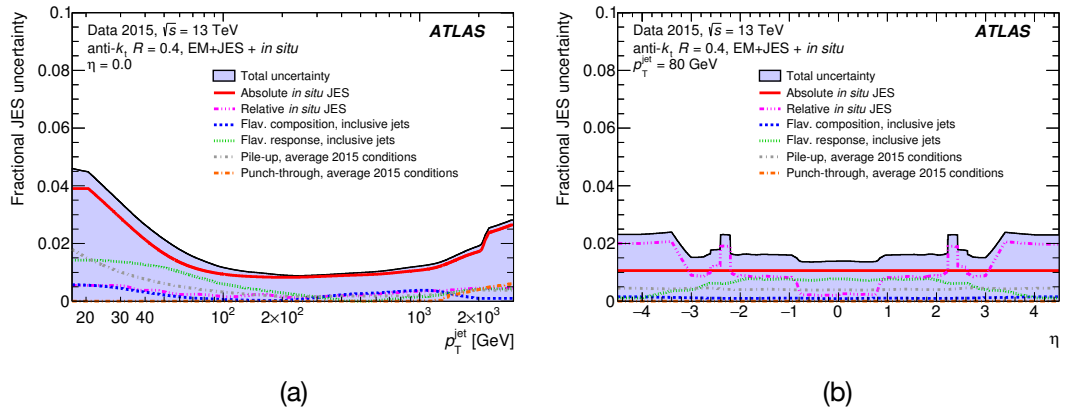 Fractional JES uncertainty
0.1
0.08
0.06
0.04
0.02
0
Data 2015, √s = 13 TeV
anti-kₜ R = 0.4, EM+JES + in situ
η = 0.0
ATLAS
Total uncertainty
Absolute in situ JES
Relative in situ JES
Flav. composition, inclusive jets
Flav. response, inclusive jets
Pile-up, average 2015 conditions
Punch-through, average 2015 conditions
20 30 40 10² 2×10² 10³ 2×10³
p_T^jet [GeV]
(a)
Fractional JES uncertainty
0.1
0.08
0.06
0.04
0.02
0
Data 2015, √s = 13 TeV
anti-kₜ R = 0.4, EM+JES + in situ
p_T^jet = 80 GeV
ATLAS
Total uncertainty
Absolute in situ JES
Relative in situ JES
Flav. composition, inclusive jets
Flav. response, inclusive jets
Pile-up, average 2015 conditions
Punch-through, average 2015 conditions
−4 −3 −2 −1 0 1 2 3 4
η
(b)